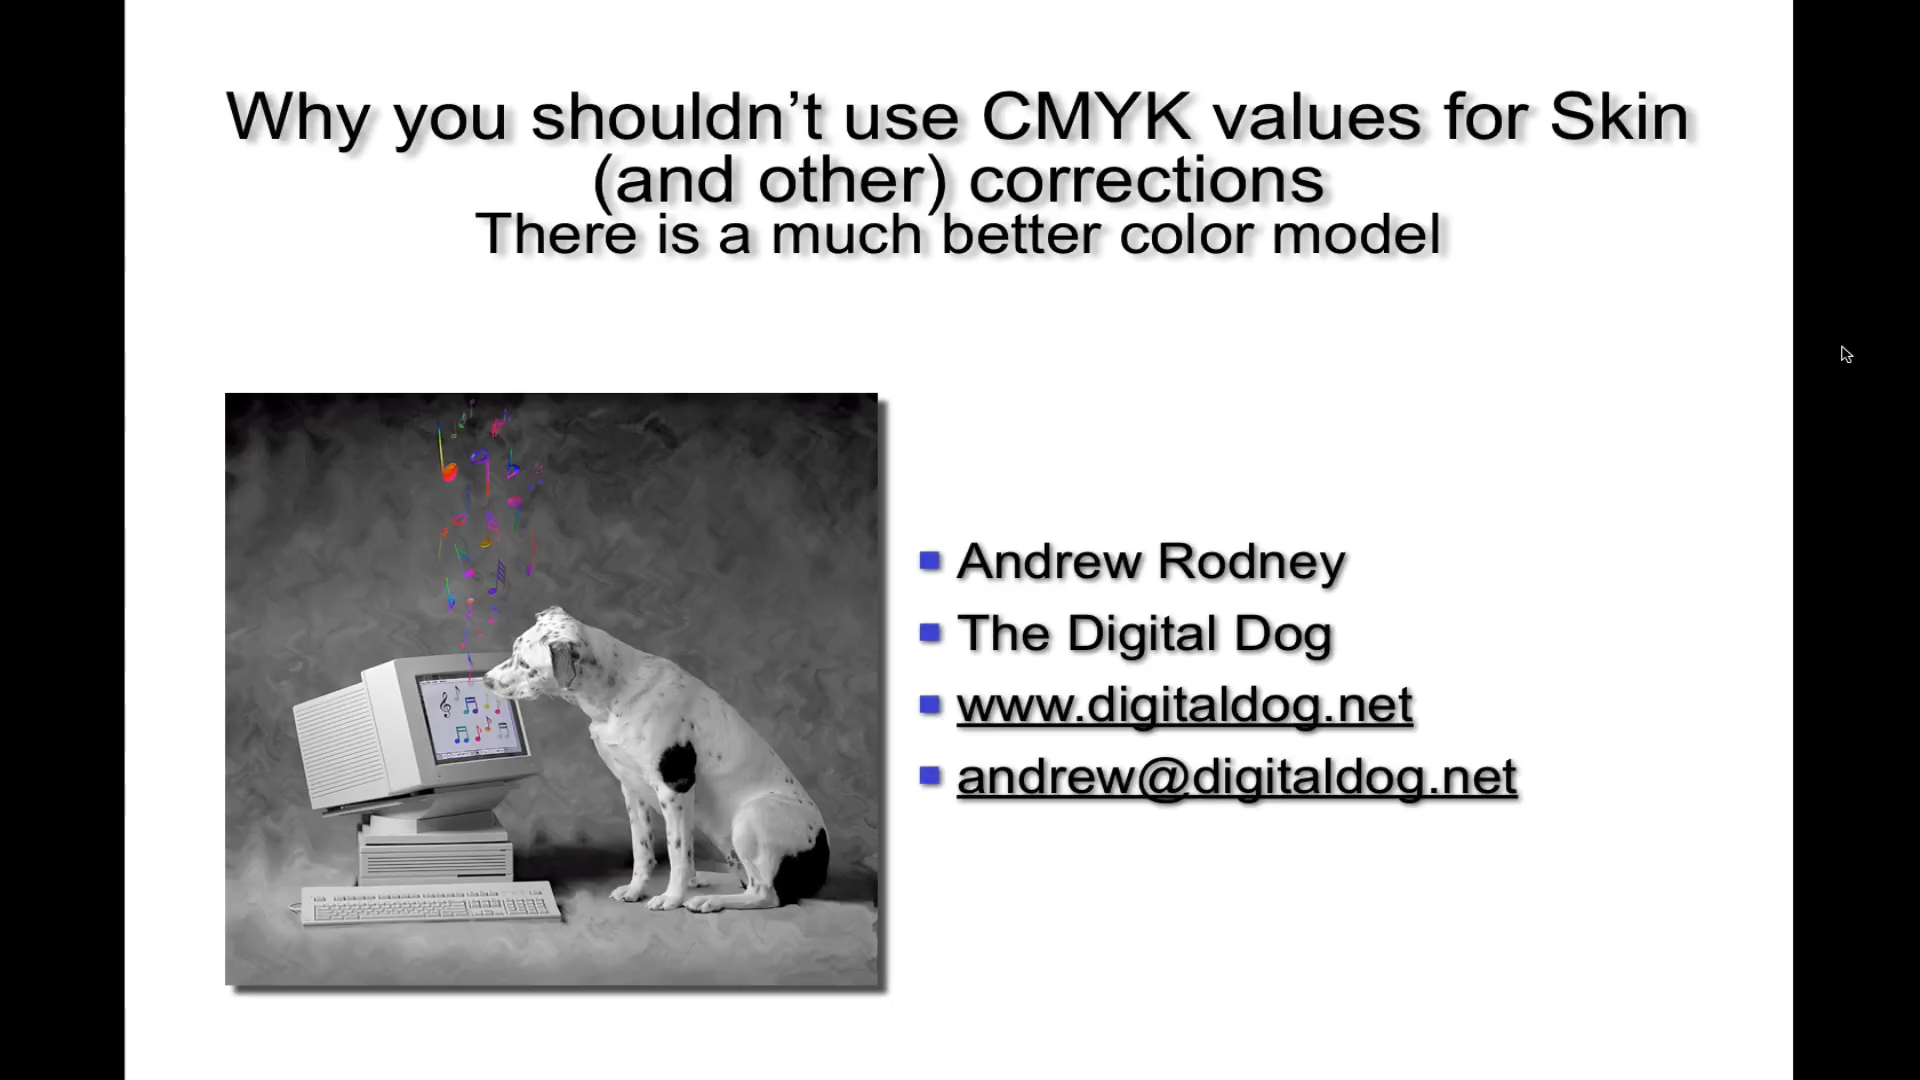 Why you shouldn’t use CMYK values for Skin
(and other) corrections
There is a much better color model
Andrew Rodney
The Digital Dog
www.digitaldog.net
andrew@digitaldog.net